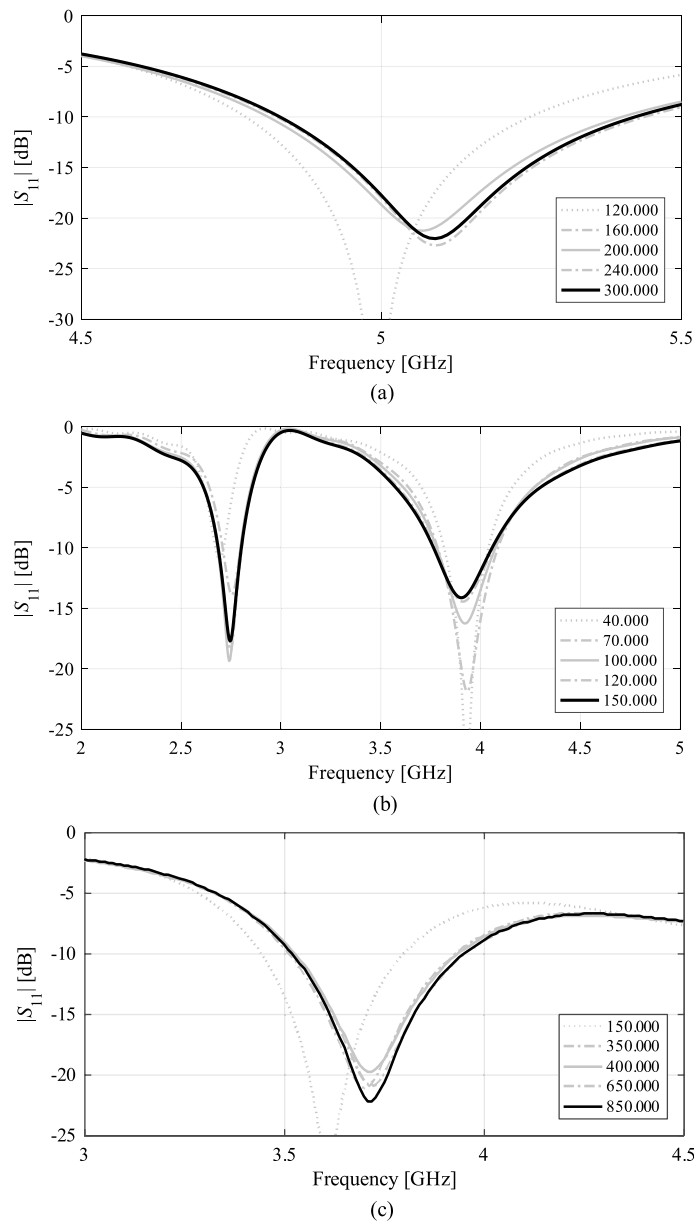 0
-5
-10
-15
-20
-25
-30
|S11| [dB]
120.000
160.000
200.000
240.000
300.000
4.5 5 5.5
Frequency [GHz]
(a)
0
-5
-10
-15
-20
-25
|S11| [dB]
40.000
70.000
100.000
120.000
150.000
2 2.5 3 3.5 4 4.5 5
Frequency [GHz]
(b)
0
-5
-10
-15
-20
-25
|S11| [dB]
150.000
350.000
400.000
650.000
850.000
3 3.5 4 4.5
Frequency [GHz]
(c)